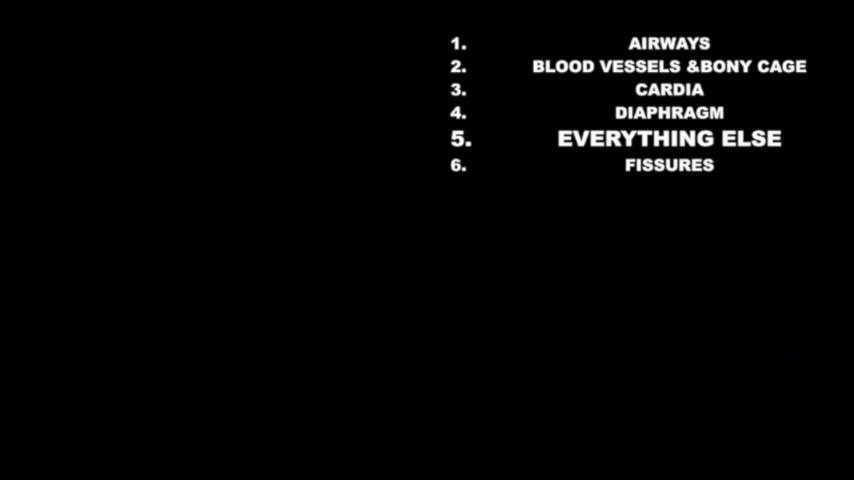 1. AIRWAYS
2. BLOOD VESSELS &BONY CAGE
3. CARDIA
4. DIAPHRAGM
5. EVERYTHING ELSE
6. FISSURES